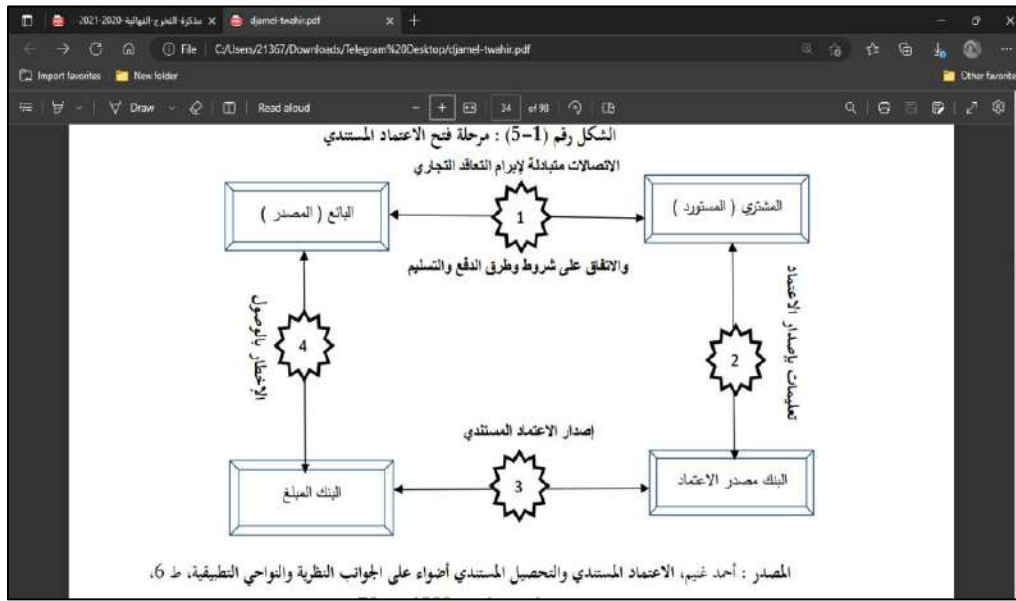 مذكرة-التخرج-النهائية-2020-2021
djamel-twahir.pdf
File C:/Users/21367/Downloads/Telegram%20Desktop/djamel-twahir.pdf
Import favorites New folder Other favorite
Draw Read aloud 34 of 90
الشكل رقم (1-5) : مرحلة فتح الاعتماد المستندي
الاتصالات متبادلة لإبرام التعاقد التجاري
المشتري ( المستورد )
1
البائع ( المصدر )
والاتفاق على شروط وطرق الدفع والتسليم
تعليمات بإصدار الاعتماد
2
4
الإخطار بالوصول
إصدار الاعتماد المستندي
البنك مصدر الاعتماد
3
البنك المبلغ
المصدر : أحمد غنيم، الاعتماد المستندي والتحصيل المستندي أضواء على الجوانب النظرية والنواحي التطبيقية، ط 6،